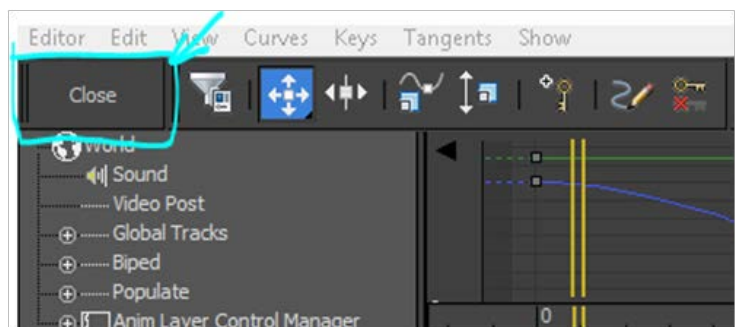 Editor Edit View Curves Keys Tangents Show
Close
World
Sound
Video Post
Global Tracks
Biped
Populate
Anim Layer Control Manager
0